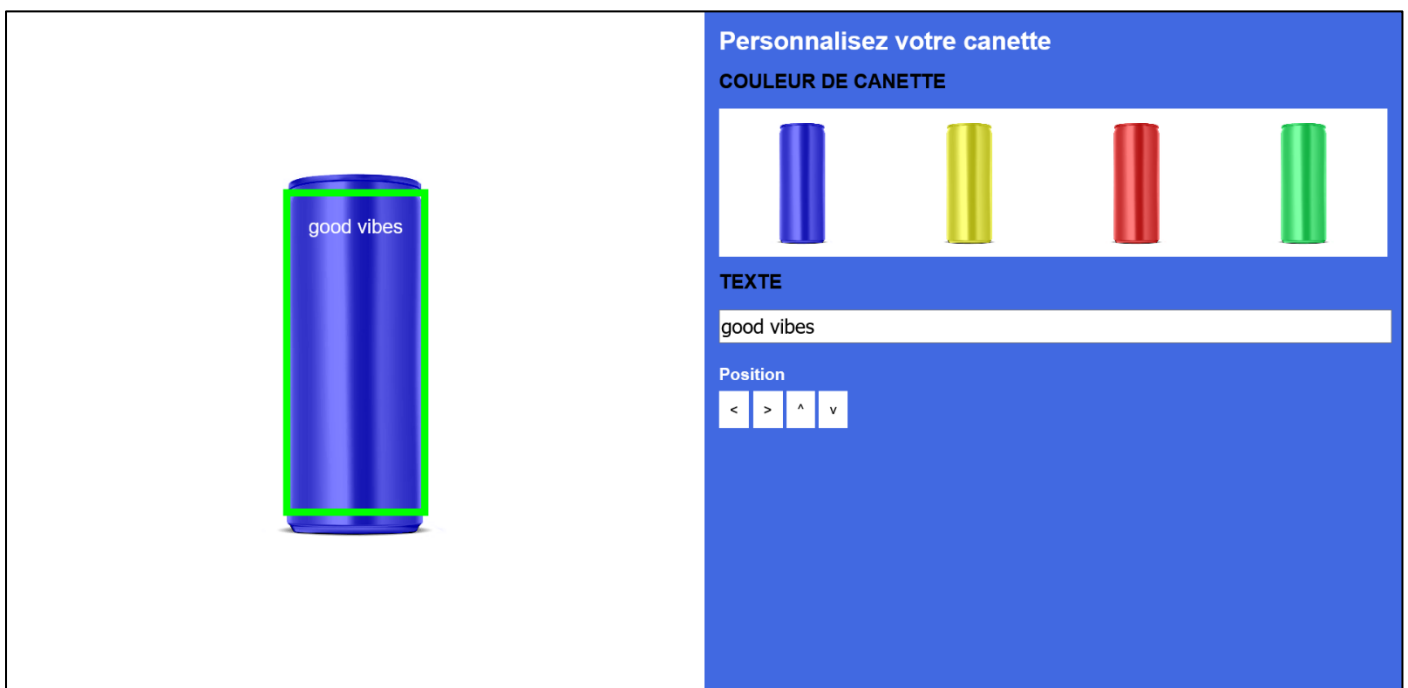 good vibes
Personnalisez votre canette
COULEUR DE CANETTE
TEXTE
good vibes
Position
< > ^ v